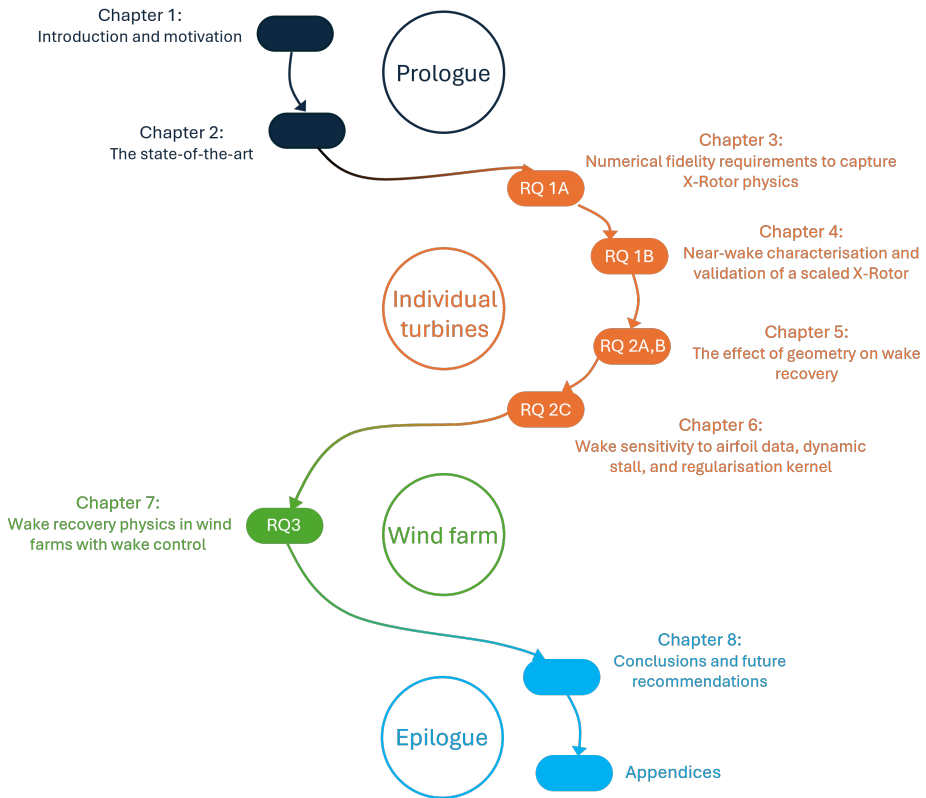 Chapter 1:
Introduction and motivation
Prologue
Chapter 2:
The state-of-the-art
Chapter 3:
Numerical fidelity requirements to capture
X-Rotor physics
RQ 1A
Chapter 4:
Near-wake characterisation and
validation of a scaled X-Rotor
RQ 1B
Individual
turbines
Chapter 5:
The effect of geometry on wake
recovery
RQ 2A,B
RQ 2C
Chapter 6:
Wake sensitivity to airfoil data, dynamic
stall, and regularisation kernel
Chapter 7:
Wake recovery physics in wind
farms with wake control
RQ3
Wind farm
Chapter 8:
Conclusions and future
recommendations
Epilogue
Appendices